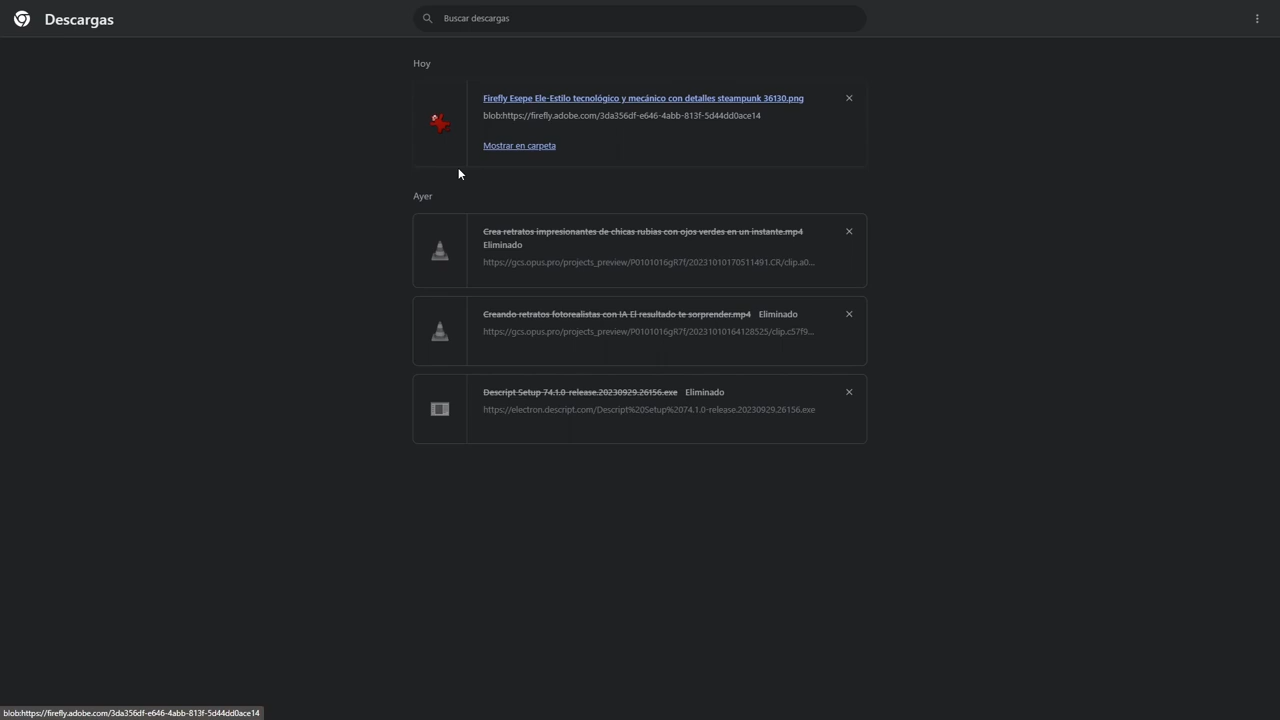 Descargas
Buscar descargas
Hoy
Firefly Esepe Ele-Estilo tecnológico y mecánico con detalles steampunk 36130.png
blob:https://firefly.adobe.com/3da356df-e646-4abb-813f-5d44dd0ace14
Mostrar en carpeta
Ayer
Crea retratos impresionantes de chicas rubias con ojos verdes en un instante.mp4
Eliminado
https://gcs.opus.pro/projects_preview/P0101016gR7f/20231010170511491.CR/clip.a0...
Creando retratos fotorealistas con IA El resultado te sorprender.mp4 Eliminado
https://gcs.opus.pro/projects_preview/P0101016gR7f/20231010164128525/clip.c57f9...
Descript Setup 74.1.0-release.20230929.26156.exe Eliminado
https://electron.descript.com/Descript%20Setup%2074.1.0-release.20230929.26156.exe
blob:https://firefly.adobe.com/3da356df-e646-4abb-813f-5d44dd0ace14